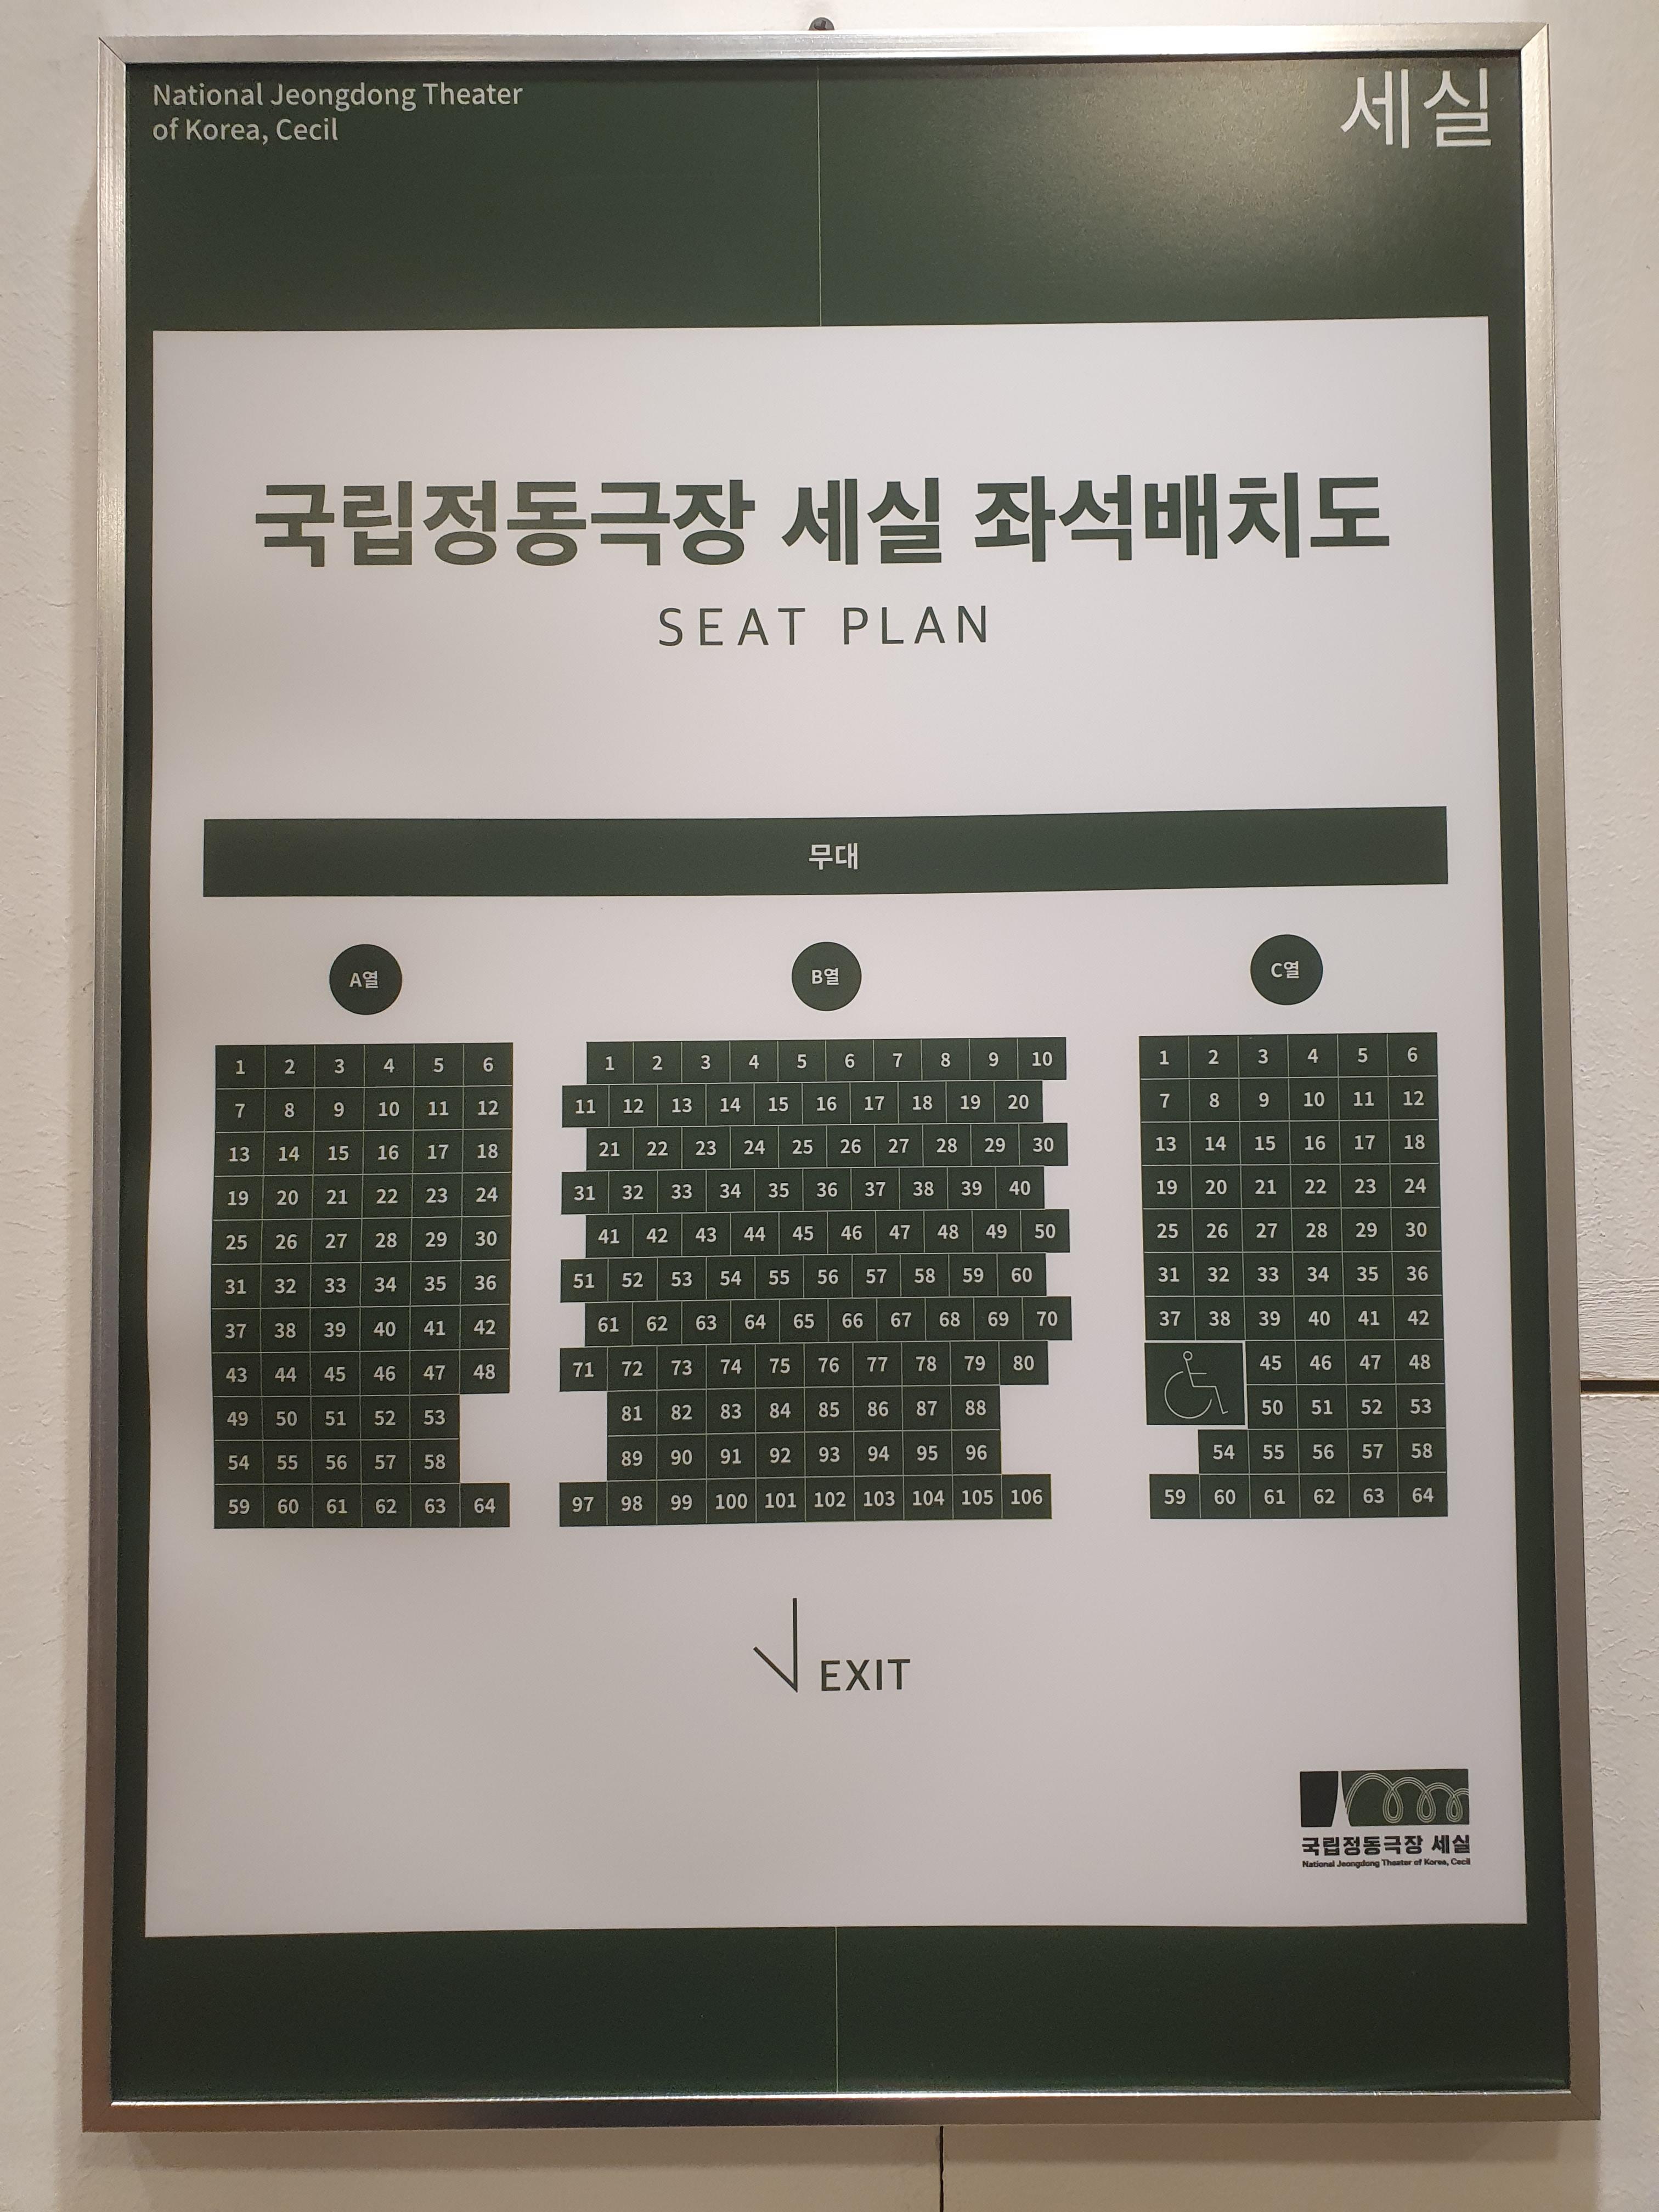 National Jeongdong Theater
of Korea, Cecil
세실
국립정동극장 세실 좌석배치도
SEAT PLAN
무대
A열
B열
C열
1 2 3 4 5 6
7 8 9 10 11 12
13 14 15 16 17 18
19 20 21 22 23 24
25 26 27 28 29 30
31 32 33 34 35 36
37 38 39 40 41 42
43 44 45 46 47 48
49 50 51 52 53
54 55 56 57 58
59 60 61 62 63 64
1 2 3 4 5 6 7 8 9 10
11 12 13 14 15 16 17 18 19 20
21 22 23 24 25 26 27 28 29 30
31 32 33 34 35 36 37 38 39 40
41 42 43 44 45 46 47 48 49 50
51 52 53 54 55 56 57 58 59 60
61 62 63 64 65 66 67 68 69 70
71 72 73 74 75 76 77 78 79 80
81 82 83 84 85 86 87 88
89 90 91 92 93 94 95 96
97 98 99 100 101 102 103 104 105 106
1 2 3 4 5 6
7 8 9 10 11 12
13 14 15 16 17 18
19 20 21 22 23 24
25 26 27 28 29 30
31 32 33 34 35 36
37 38 39 40 41 42
45 46 47 48
50 51 52 53
54 55 56 57 58
59 60 61 62 63 64
EXIT
국립정동극장 세실
National Jeongdong Theater of Korea, Cecil